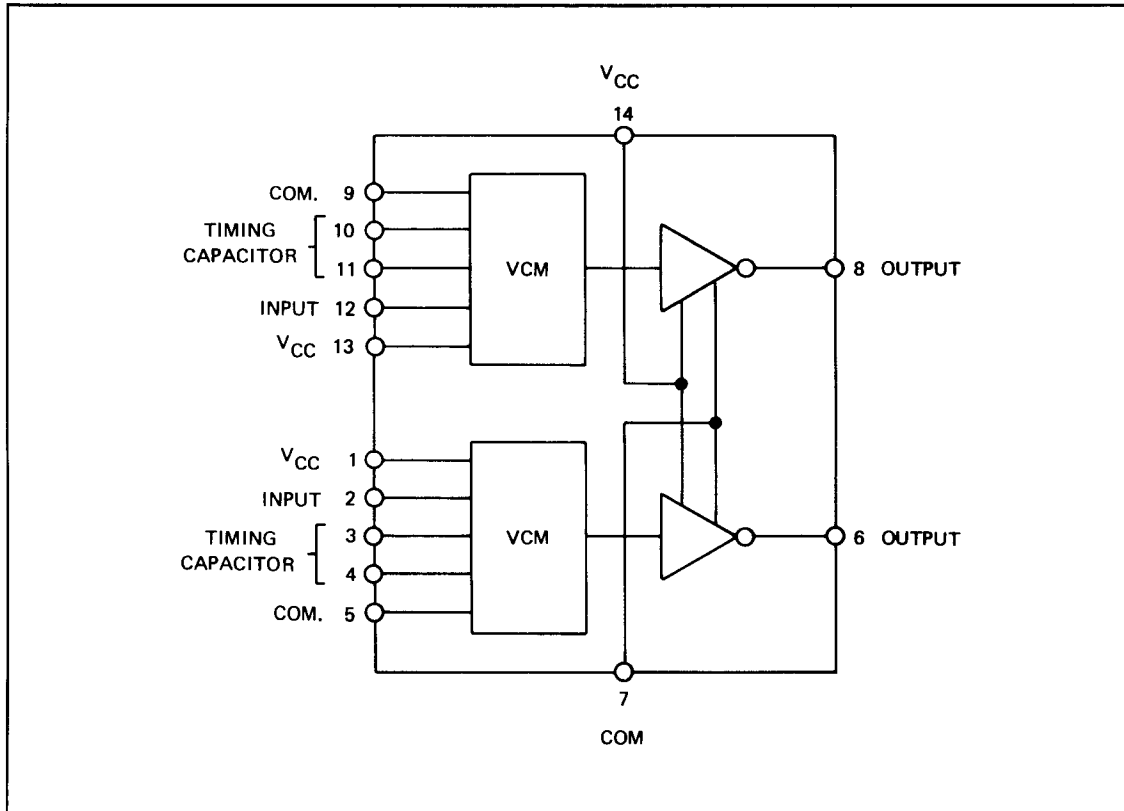 VCC
14
COM. 9
TIMING
CAPACITOR
10
11
INPUT 12
VCC 13
VCM
8 OUTPUT
VCC 1
INPUT 2
TIMING
CAPACITOR
3
4
COM. 5
VCM
6 OUTPUT
7
COM